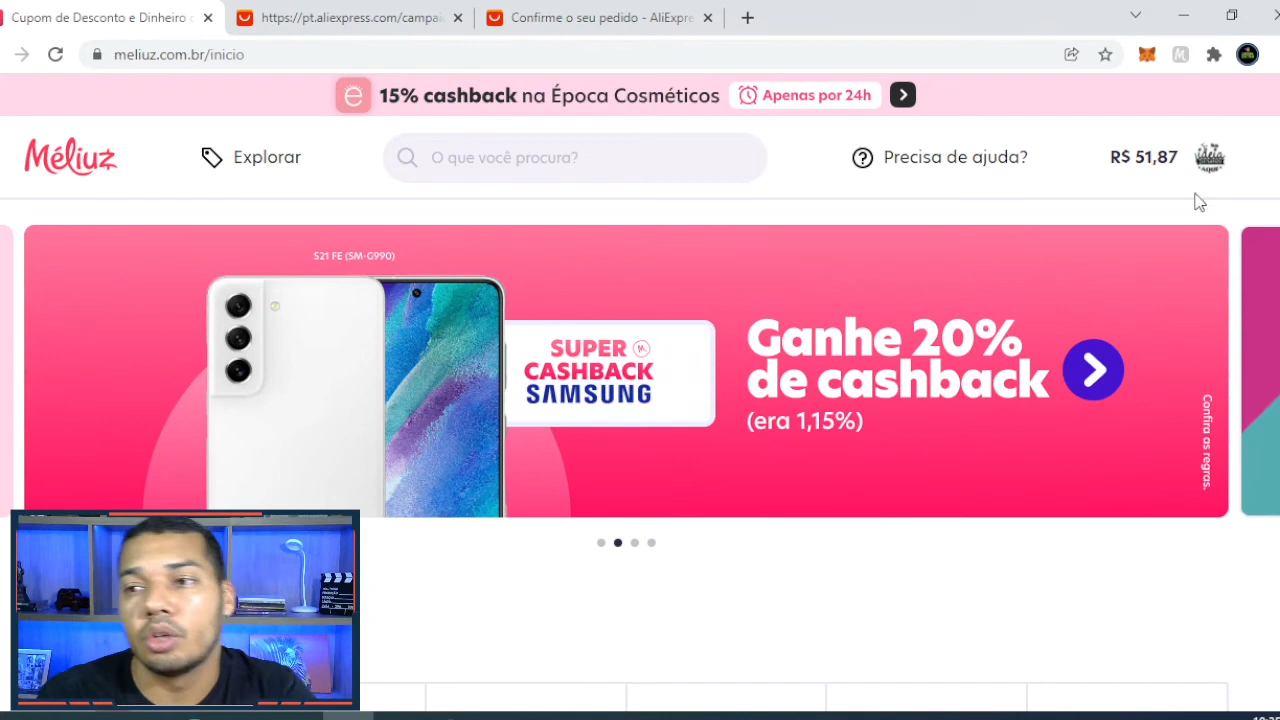 Cupom de Desconto e Dinheiro
https://pt.aliexpress.com/campai
Confirme o seu pedido - AliExpre
meliuz.com.br/inicio
e 15% cashback na Época Cosméticos Apenas por 24h
Méliuz
Explorar
O que você procura?
Precisa de ajuda?
R$ 51,87
S21 FE (SM-G990)
SUPER M
CASHBACK
SAMSUNG
Ganhe 20%
de cashback
(era 1,15%)
Confira as regras.